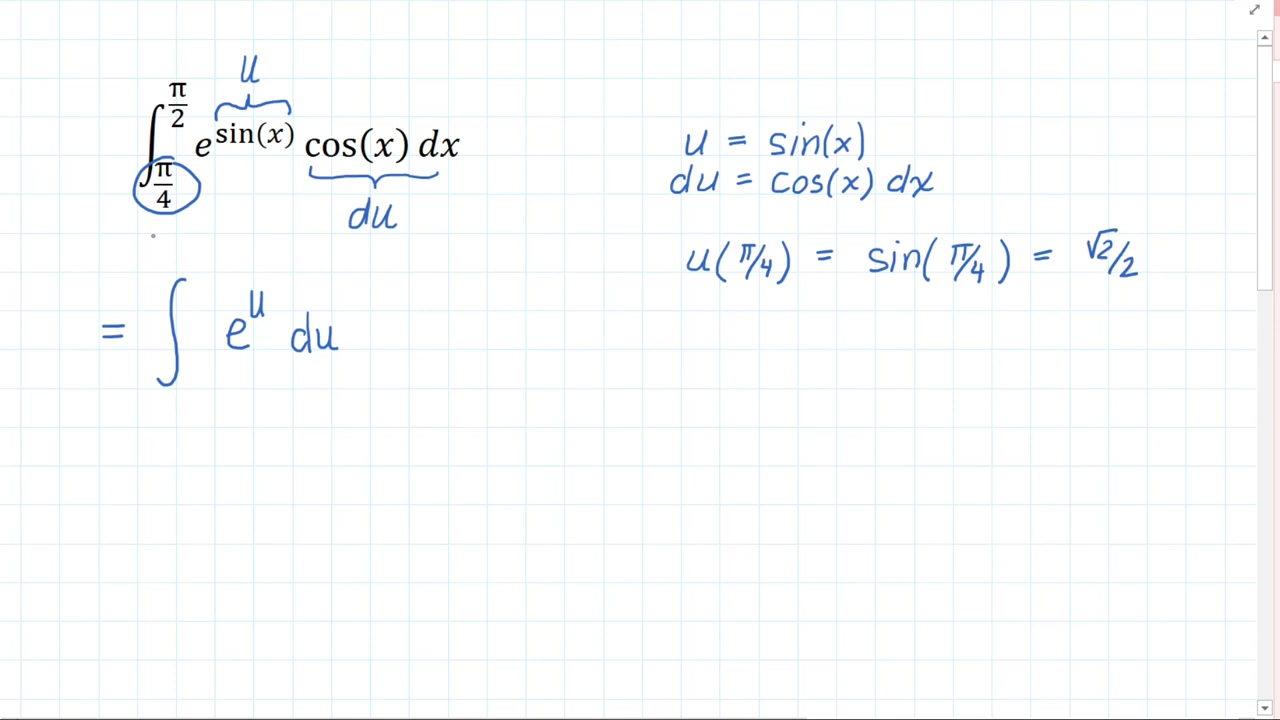 u
∫_{π/4}^{π/2} e^{sin(x)} cos(x) dx
du
= ∫ e^u du
u = sin(x)
du = cos(x) dx
u(π/4) = sin(π/4) = √2/2